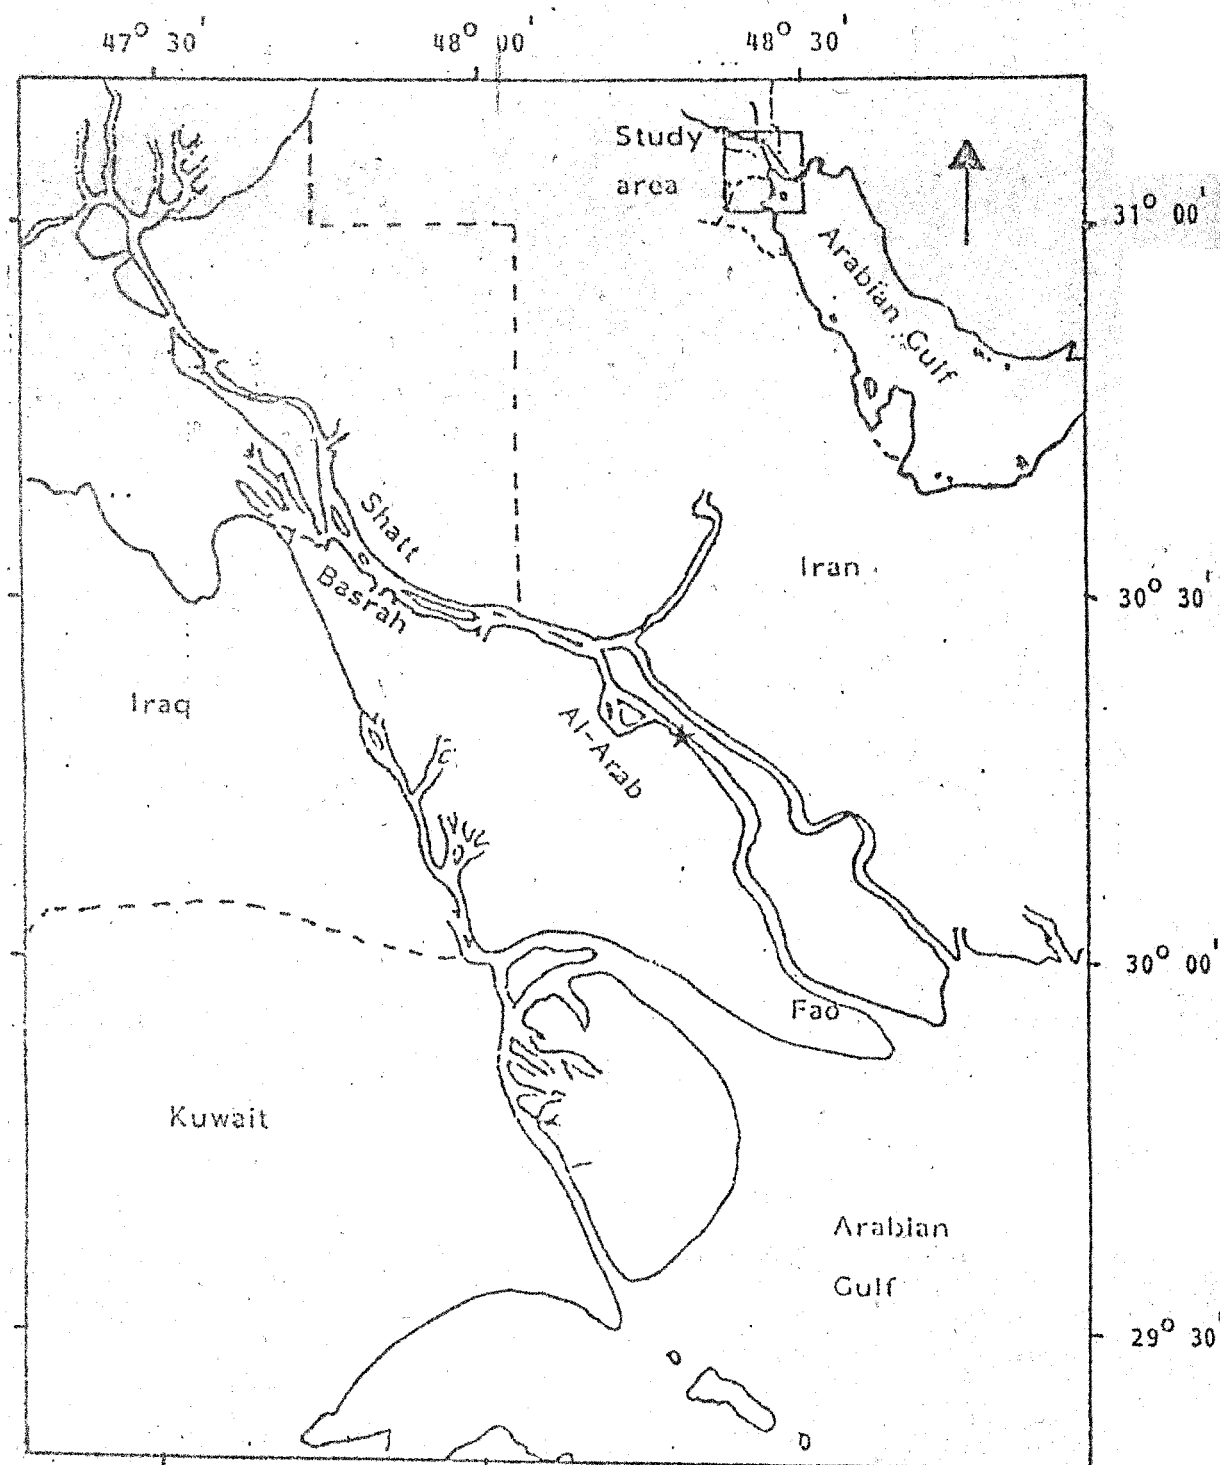 47° 30'
48° 00'
48° 30'
Study
area
31° 00'
Arabian Gulf
Shatt
Iran
Basrah
30° 30'
Iraq
Al-Arab
30° 00'
Fao
Kuwait
Arabian
Gulf
29° 30'